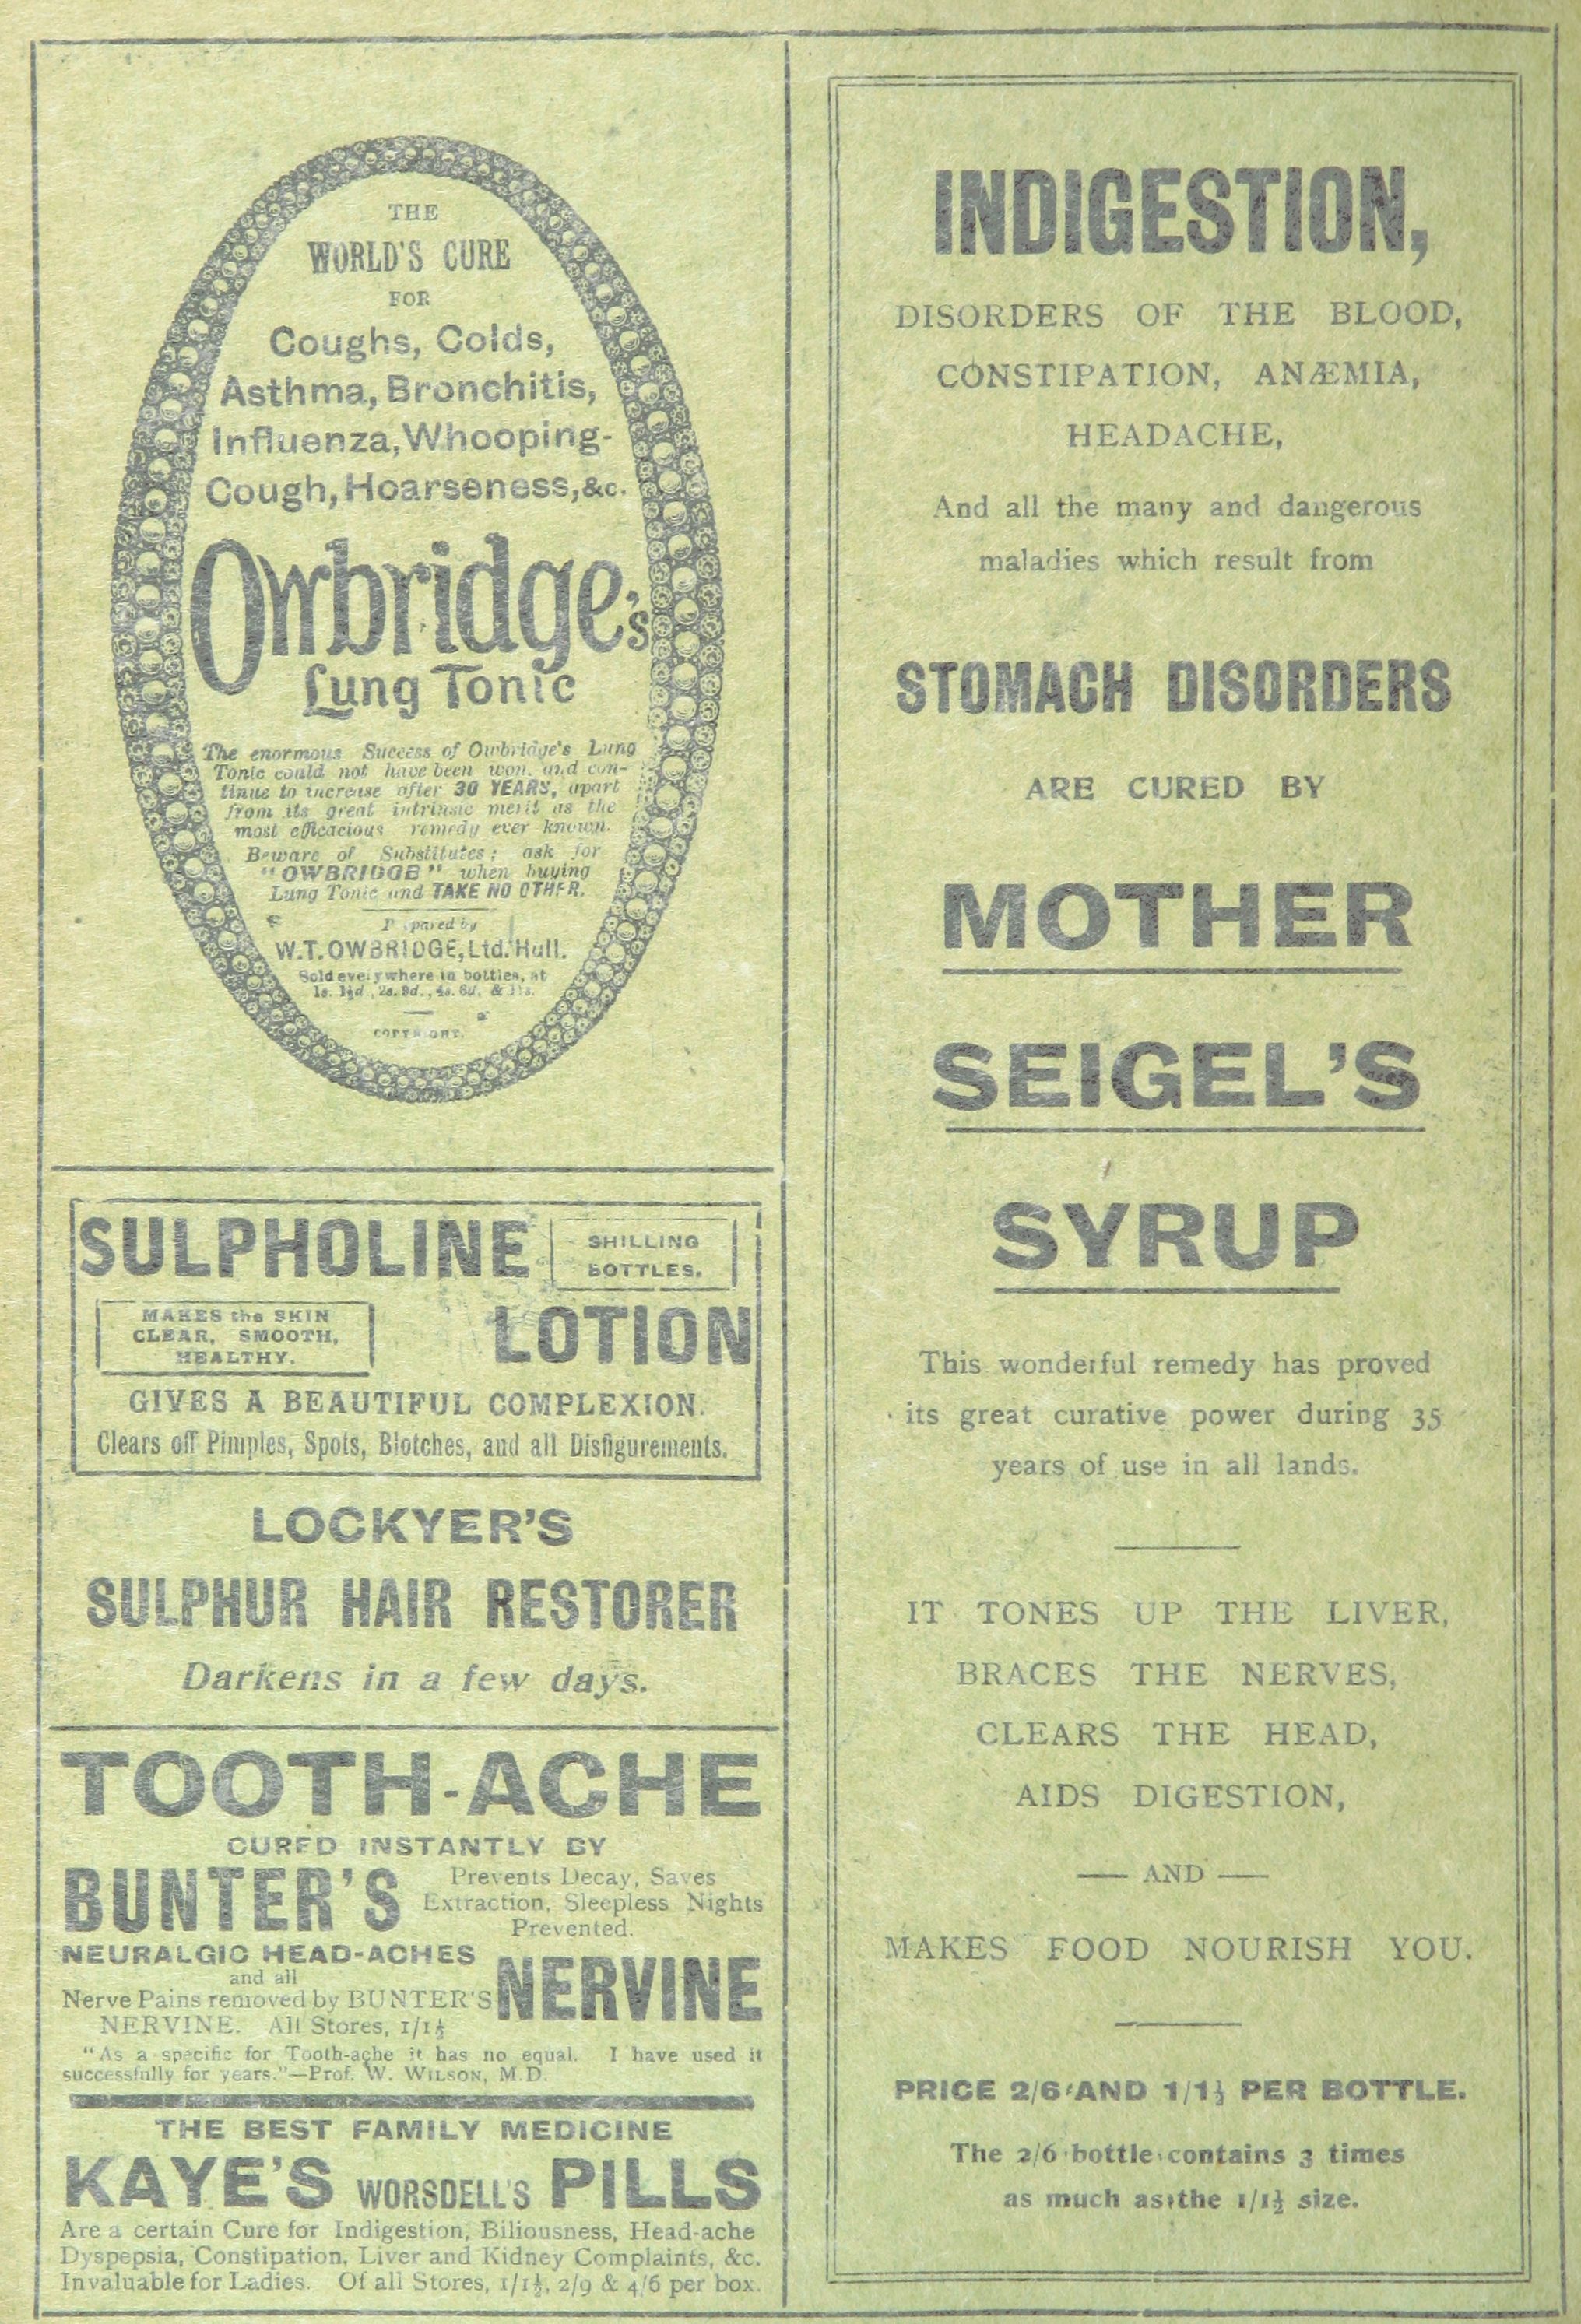 THE
WORLD'S CURE
FOR
Coughs, Colds,
Asthma, Bronchitis,
Influenza, Whooping-
Cough, Hoarseness, &c.
Owbridge's
Lung Tonic
The enormous Success of Owbridge's Lung
Tonic could not have been won, and con-
tinue to increase after 30 YEARS, apart
from its great intrinsic merit as the
most efficacious remedy ever known.
Beware of Substitutes; ask for
"OWBRIDGE" when buying
Lung Tonic and TAKE NO OTHER.
Prepared by
W.T. OWBRIDGE, Ltd. Hull.
Sold everywhere in bottles, at
1s. 1½d., 2s. 9d., 4s. 6d. & 11s.
COPYRIGHT.
SULPHOLINE
SHILLING
BOTTLES.
MAKES the SKIN
CLEAR, SMOOTH,
HEALTHY.
LOTION
GIVES A BEAUTIFUL COMPLEXION.
Clears off Pimples, Spots, Blotches, and all Disfigurements.
LOCKYER'S
SULPHUR HAIR RESTORER
Darkens in a few days.
TOOTH-ACHE
CURED INSTANTLY BY
BUNTER'S
Prevents Decay, Saves
Extraction, Sleepless Nights
Prevented.
NEURALGIC HEAD-ACHES
and all
Nerve Pains removed by BUNTER'S
NERVINE. All Stores, 1/1½
NERVINE
"As a specific for Tooth-ache it has no equal. I have used it
successfully for years."—Prof. W. WILSON, M.D.
THE BEST FAMILY MEDICINE
KAYE'S WORSDELL'S PILLS
Are a certain Cure for Indigestion, Biliousness, Head-ache
Dyspepsia, Constipation, Liver and Kidney Complaints, &c.
Invaluable for Ladies. Of all Stores, 1/1½, 2/9 & 4/6 per box.
INDIGESTION,
DISORDERS OF THE BLOOD,
CONSTIPATION, ANÆMIA,
HEADACHE,
And all the many and dangerous
maladies which result from
STOMACH DISORDERS
ARE CURED BY
MOTHER
SEIGEL'S
SYRUP
This wonderful remedy has proved
its great curative power during 35
years of use in all lands.
IT TONES UP THE LIVER,
BRACES THE NERVES,
CLEARS THE HEAD,
AIDS DIGESTION,
— AND —
MAKES FOOD NOURISH YOU.
PRICE 2/6 AND 1/1½ PER BOTTLE.
The 2/6 bottle contains 3 times
as much as the 1/1½ size.